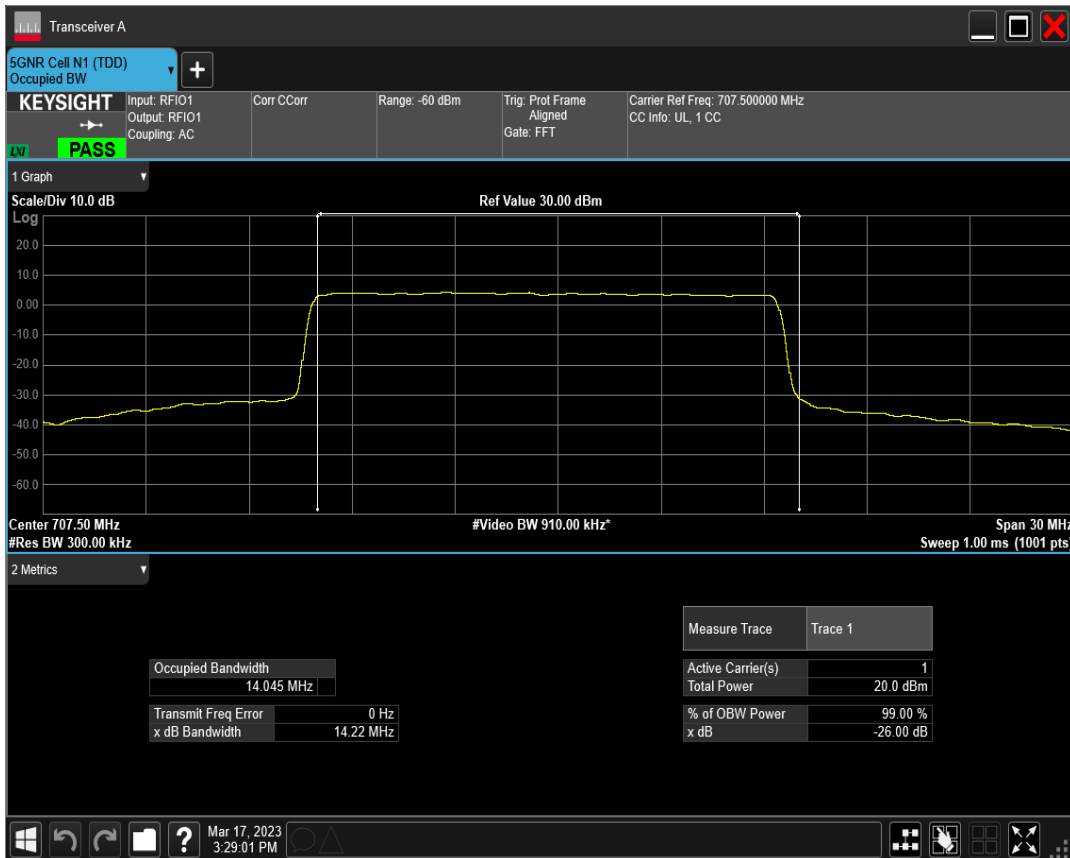 Transceiver A
5GNR Cell N1 (TDD)
Occupied BW
+
KEYSIGHT
LXI
PASS
Input: RFIO1
Output: RFIO1
Coupling: AC
Corr CCorr
Range: -60 dBm
Trig: Prot Frame
Aligned
Gate: FFT
Carrier Ref Freq: 707.500000 MHz
CC Info: UL, 1 CC
1 Graph
Scale/Div 10.0 dB
Ref Value 30.00 dBm
Log
20.0
10.0
0.00
-10.0
-20.0
-30.0
-40.0
-50.0
-60.0
Center 707.50 MHz
#Video BW 910.00 kHz*
Span 30 MHz
#Res BW 300.00 kHz
Sweep 1.00 ms (1001 pts)
2 Metrics
Measure Trace Trace 1
Occupied Bandwidth
14.045 MHz
Transmit Freq Error 0 Hz
x dB Bandwidth 14.22 MHz
Active Carrier(s) 1
Total Power 20.0 dBm
% of OBW Power 99.00 %
x dB -26.00 dB
?
Mar 17, 2023
3:29:01 PM